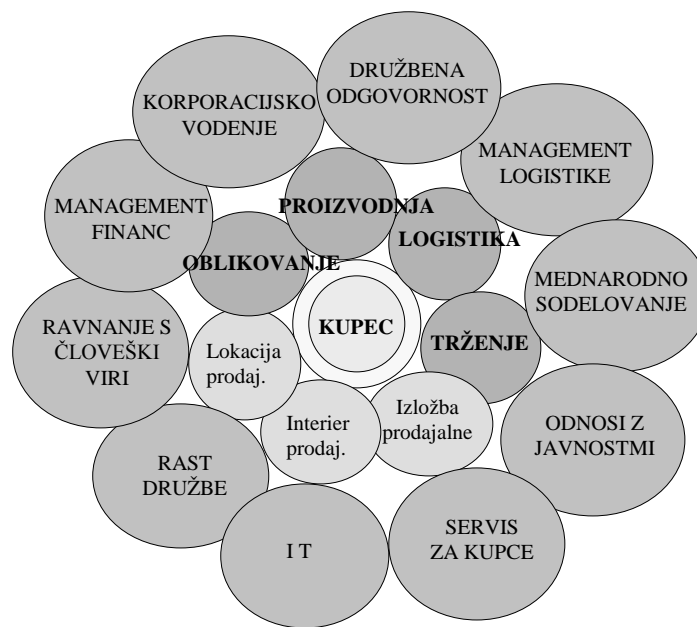 DRUŽBENA
ODGOVORNOST
KORPORACIJSKO
VODENJE
MANAGEMENT
LOGISTIKE
MANAGEMENT
FINANC
PROIZVODNJA
LOGISTIKA
OBLIKOVANJE
MEDNARODNO
SODELOVANJE
KUPEC
TRŽENJE
RAVNANJE S
ČLOVEŠKI
VIRI
Lokacija
prodaj.
Interier
prodaj.
Izložba
prodajalne
ODNOSI Z
JAVNOSTMI
RAST
DRUŽBE
I T
SERVIS
ZA KUPCE